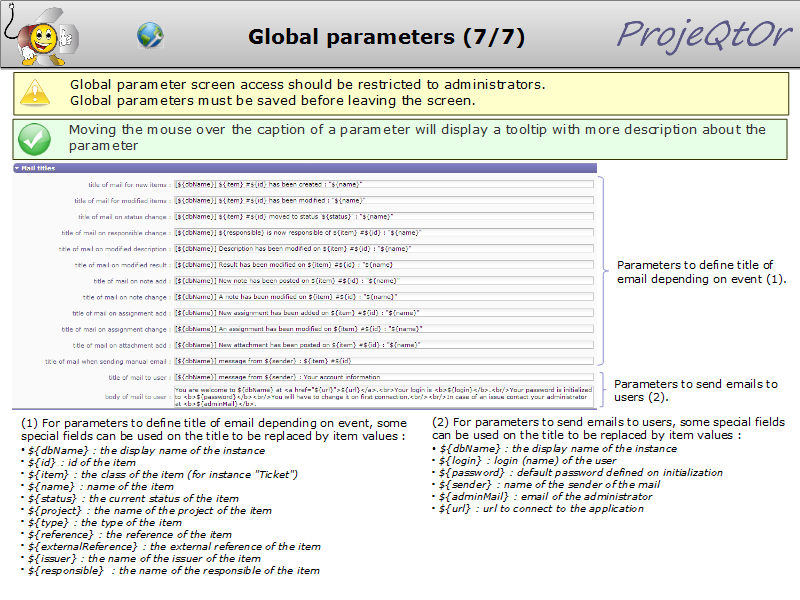 Global parameters (7/7)
ProjeQtOr
Global parameter screen access should be restricted to administrators.
Global parameters must be saved before leaving the screen.
Moving the mouse over the caption of a parameter will display a tooltip with more description about the
parameter
Mail titles
title of mail for new items : [${dbName}] ${item} #${id} has been created : "${name}"
title of mail for modified items : [${dbName}] ${item} #${id} has been modified : "${name}"
title of mail on status change : [${dbName}] ${item} #${id} moved to status ${status} : "${name}"
title of mail on responsible change : [${dbName}] ${responsible} is now responsible of ${item} #${id} : "${name}"
title of mail on modified description : [${dbName}] Description has been modified on ${item} #${id} : "${name}"
title of mail on modified result : [${dbName}] Result has been modified on ${item} #${id} : "${name}
title of mail on note add : [${dbName}] New note has been posted on ${item} #${id} : "${name}"
title of mail on note change : [${dbName}] A note has been modified on ${item} #${id} : "${name}"
title of mail on assignment add : [${dbName}] New assignment has been added on ${item} #${id} : "${name}"
title of mail on assignment change : [${dbName}] An assignment has been modified on ${item} #${id} : "${name}"
title of mail on attachment add : [${dbName}] New attachment has been posted on ${item} #${id} : "${name}"
title of mail when sending manual email : [${dbName}] message from ${sender} : ${item} #${id}
Parameters to define title of
email depending on event (1).
title of mail to user : [${dbName}] message from ${sender} : Your account information
body of mail to user : You are welcome to ${dbName} at <a href="${url}">${url}</a>.<br>Your login is <b>${login}</b>.<br/>Your password is initialized
to <b>${password}</b><br/>You will have to change it on first connection.<br/><br/>In case of an issue contact your administrator
at <b>${adminMail}</b>.
Parameters to send emails to
users (2).
(1) For parameters to define title of email depending on event, some
special fields can be used on the title to be replaced by item values :
• ${dbName} : the display name of the instance
• ${id} : id of the item
• ${item} : the class of the item (for instance "Ticket")
• ${name} : name of the item
• ${status} : the current status of the item
• ${project} : the name of the project of the item
• ${type} : the type of the item
• ${reference} : the reference of the item
• ${externalReference} : the external reference of the item
• ${issuer} : the name of the issuer of the item
• ${responsible} : the name of the responsible of the item
(2) For parameters to send emails to users, some special fields
can be used on the title to be replaced by item values :
• ${dbName} : the display name of the instance
• ${login} : login (name) of the user
• ${password} : default password defined on initialization
• ${sender} : name of the sender of the mail
• ${adminMail} : email of the administrator
• ${url} : url to connect to the application